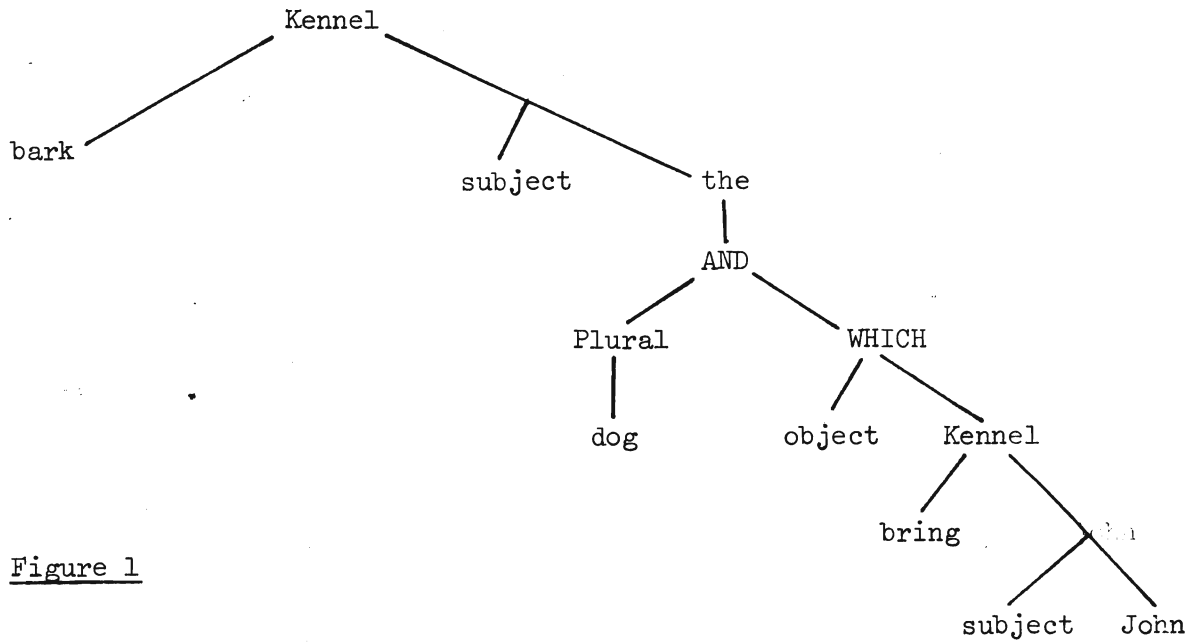 Kennel
bark
subject the
AND
Plural WHICH
dog object Kennel
bring
Figure 1
subject John